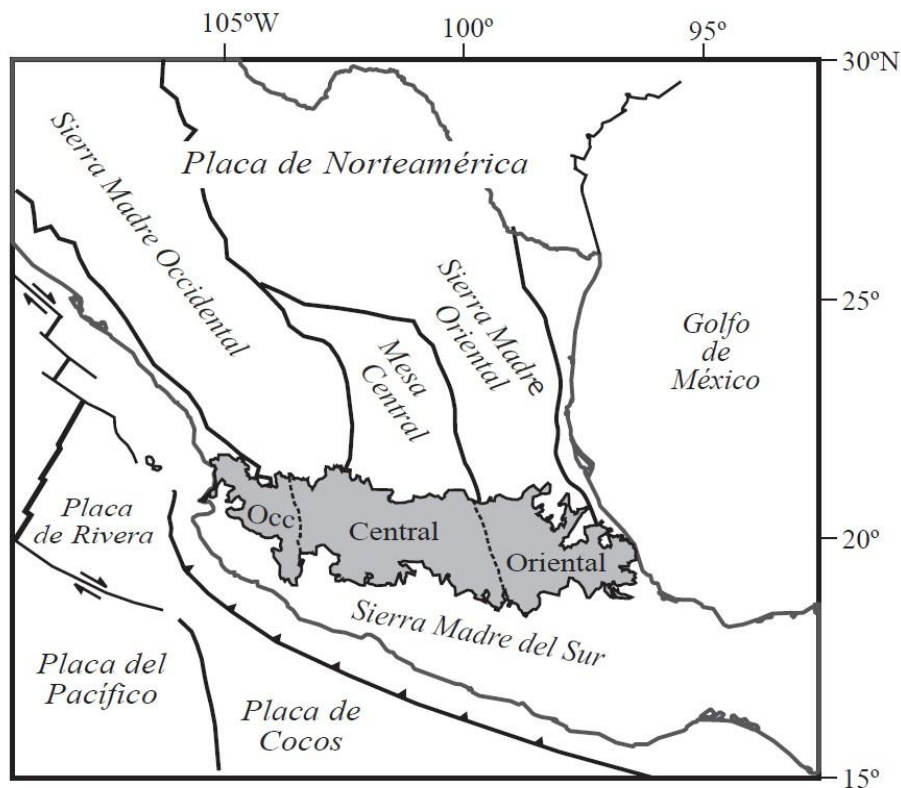 105ºW
100º
95º
30ºN
Sierra Madre Occidental
Placa de Norteamérica
Sierra Madre
Oriental
Mesa
Central
25º
Golfo
de
México
Placa
de Rivera
Occ
Central
Oriental
20º
Sierra Madre del Sur
Placa del
Pacífico
Placa de
Cocos
15º